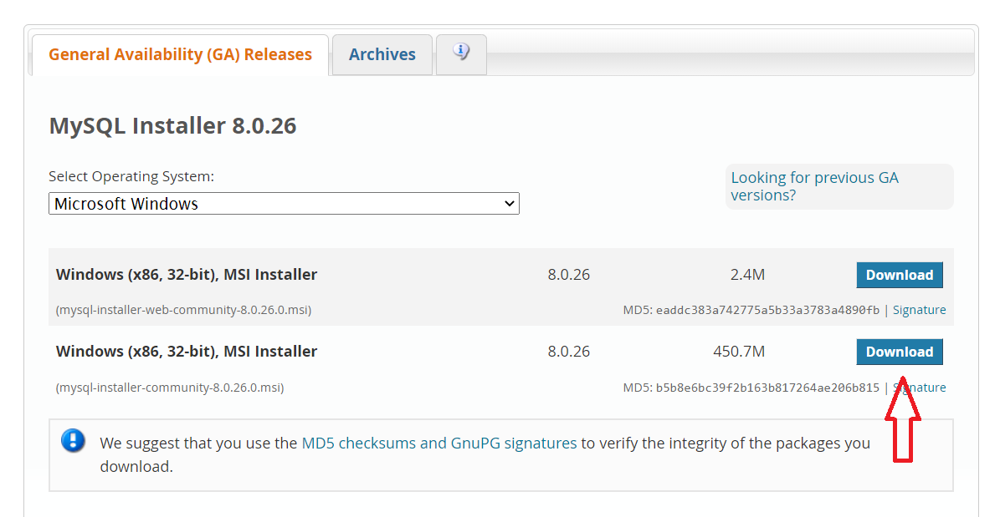 General Availability (GA) Releases
Archives
MySQL Installer 8.0.26
Select Operating System:
Looking for previous GA
versions?
Microsoft Windows
Windows (x86, 32-bit), MSI Installer 8.0.26 2.4M Download
(mysql-installer-web-community-8.0.26.0.msi) MD5: eaddc383a742775a5b33a3783a4890fb | Signature
Windows (x86, 32-bit), MSI Installer 8.0.26 450.7M Download
(mysql-installer-community-8.0.26.0.msi) MD5: b5b8e6bc39f2b163b817264ae206b815 | Signature
We suggest that you use the MD5 checksums and GnuPG signatures to verify the integrity of the packages you
download.